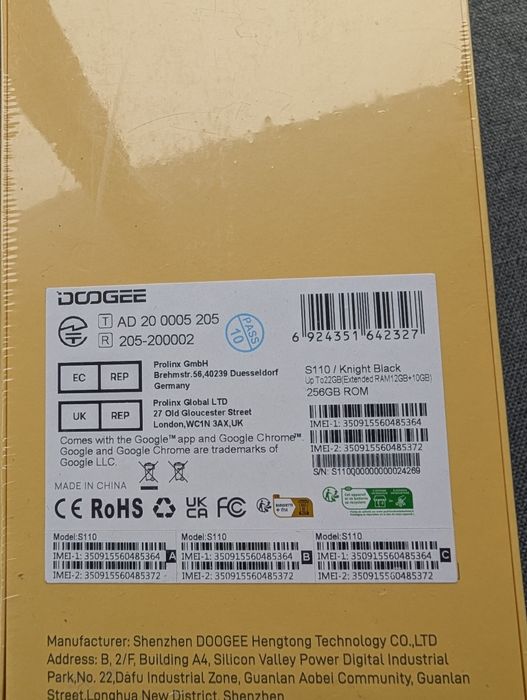 DOOGEE
T AD 20 0005 205
R 205-200002
PASS
10
6 924351 642327
EC REP
Prolinx GmbH
Brehmstr.56,40239 Duesseldorf
Germany
UK REP
Prolinx Global LTD
27 Old Gloucester Street
London,WC1N 3AX,UK
S110 / Knight Black
Up To22GB(Extended RAM12GB+10GB)
256GB ROM
IMEI-1: 350915560485364
IMEI-2: 350915560485372
S/N: S110Q00000000024269
Comes with the Google™ app and Google Chrome™.
Google and Google Chrome are trademarks of
Google LLC.
MADE IN CHINA
CE RoHS UK CA FC
Model:S110
IMEI-1: 350915560485364
IMEI-2: 350915560485372
A
Model:S110
IMEI-1: 350915560485364
IMEI-2: 350915560485372
B
Model:S110
IMEI-1: 350915560485364
IMEI-2: 350915560485372
C
Manufacturer: Shenzhen DOOGEE Hengtong Technology CO.,LTD
Address: B, 2/F, Building A4, Silicon Valley Power Digital Industrial
Park,No. 22,Dafu Industrial Zone, Guanlan Aobei Community, Guanlan
Street,Longhua New District, Shenzhen